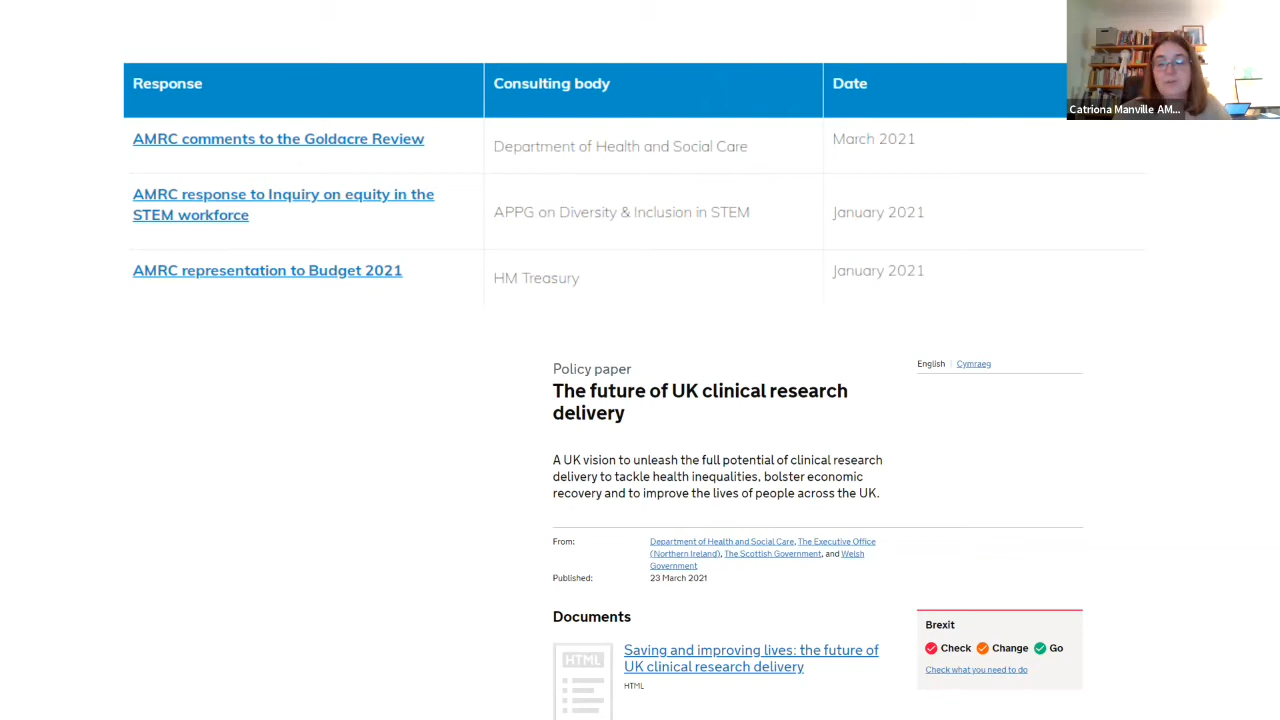 Response
Consulting body
Date
Catriona Manville AM...
AMRC comments to the Goldacre Review
Department of Health and Social Care
March 2021
AMRC response to Inquiry on equity in the
STEM workforce
APPG on Diversity & Inclusion in STEM
January 2021
AMRC representation to Budget 2021
HM Treasury
January 2021
Policy paper
The future of UK clinical research
delivery
English
Cymraeg
A UK vision to unleash the full potential of clinical research
delivery to tackle health inequalities, bolster economic
recovery and to improve the lives of people across the UK.
From:
Department of Health and Social Care, The Executive Office
(Northern Ireland), The Scottish Government, and Welsh
Government
Published:
23 March 2021
Documents
HTML
Saving and improving lives: the future of
UK clinical research delivery
HTML
Brexit
Check Change Go
Check what you need to do